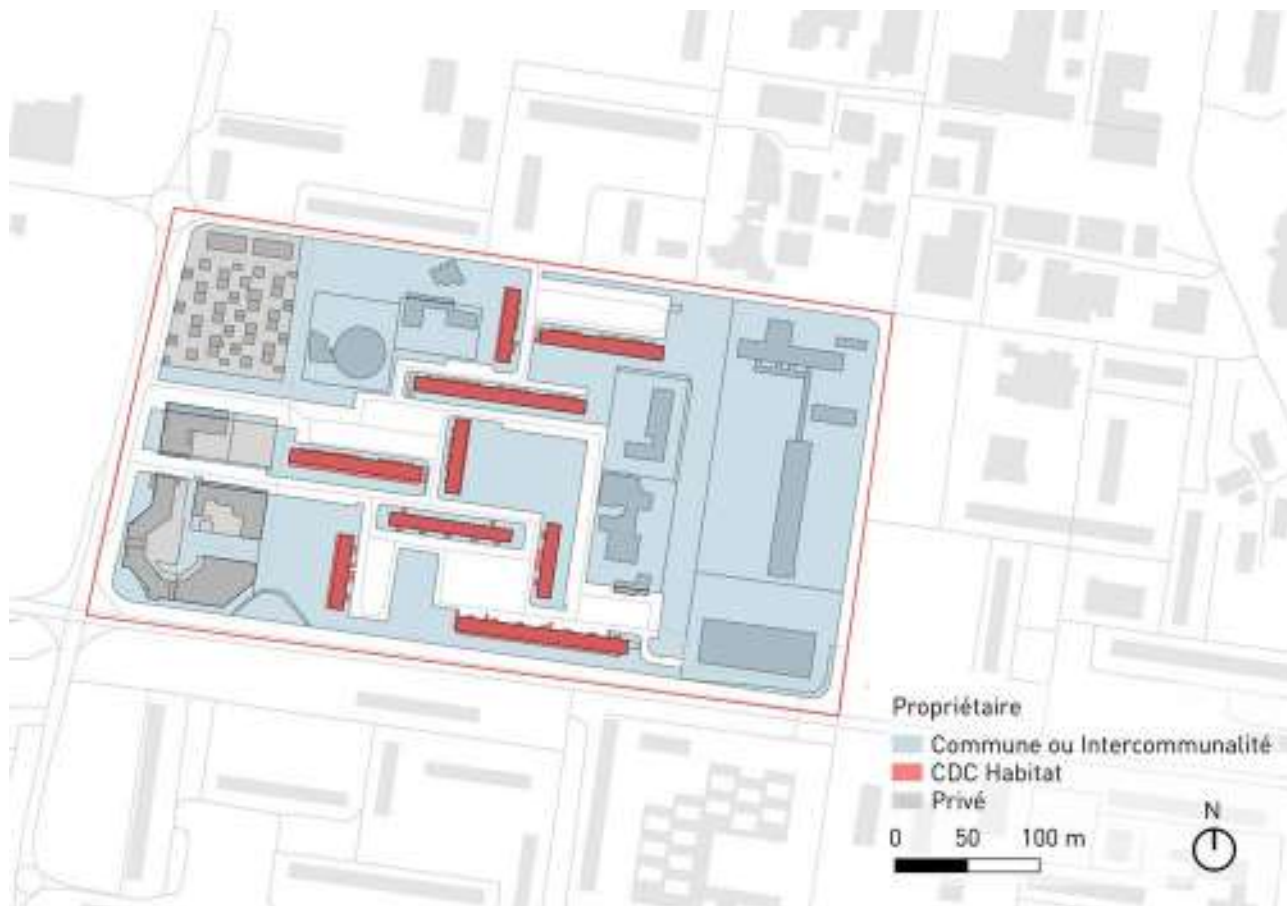 Propriétaire
Commune ou Intercommunalité
CDC Habitat
Privé
N
0 50 100 m